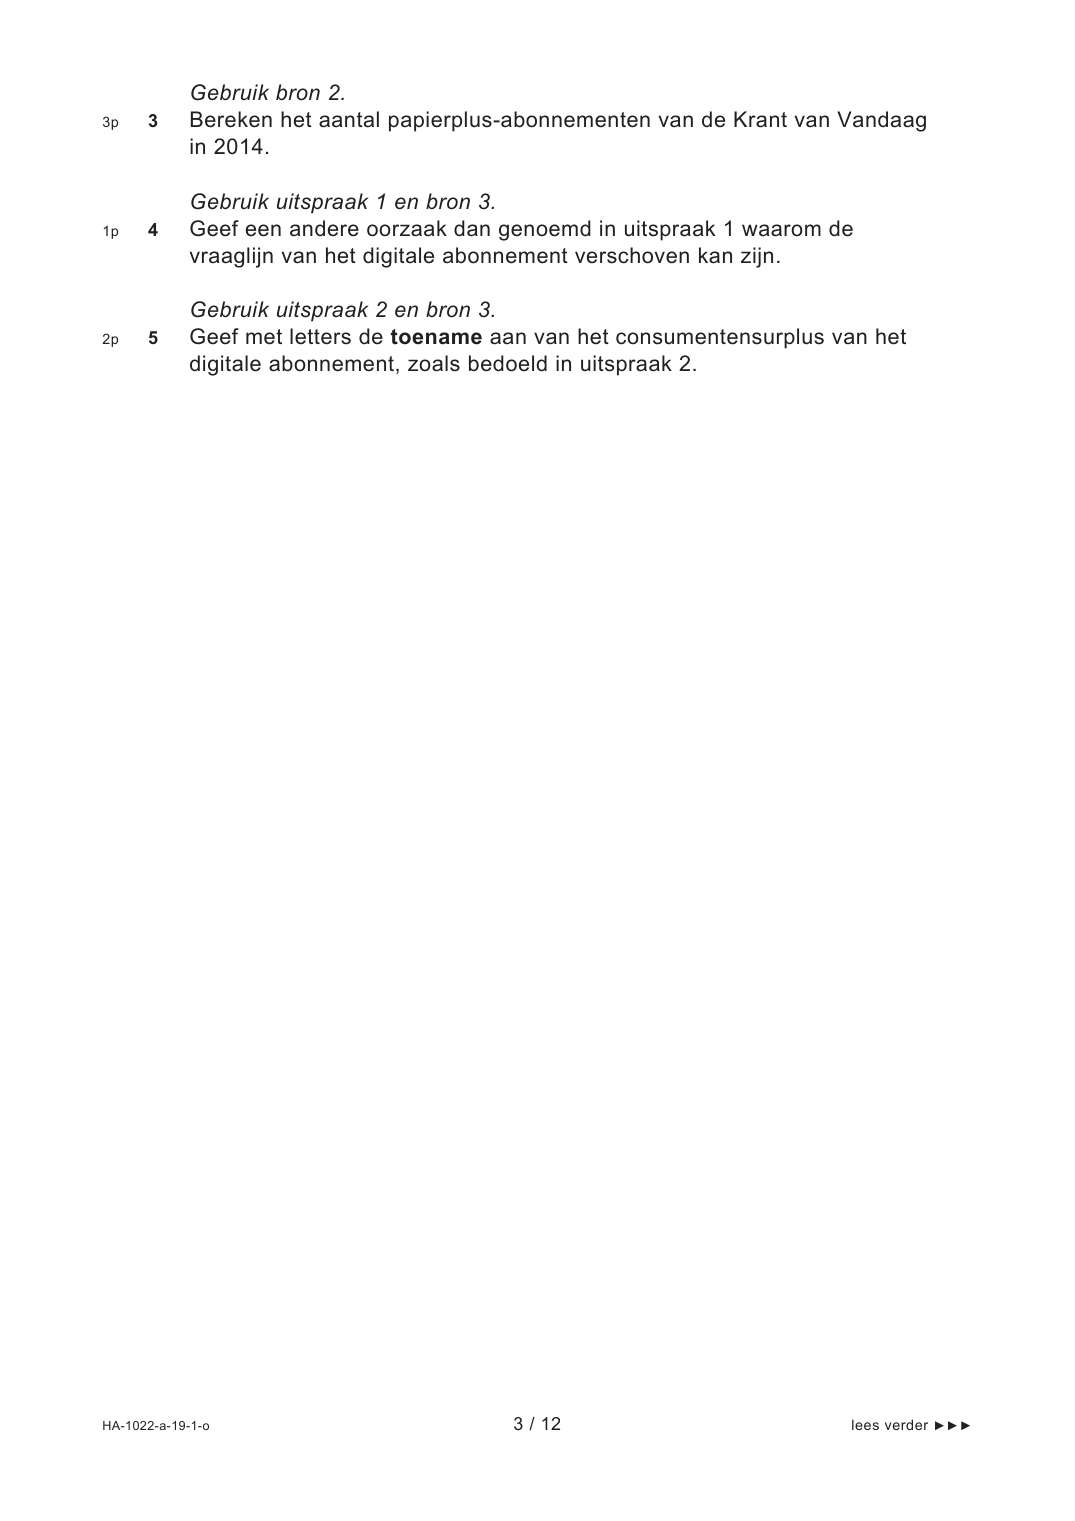 Gebruik bron 2.
3p 3 Bereken het aantal papierplus-abonnementen van de Krant van Vandaag
in 2014.
Gebruik uitspraak 1 en bron 3.
1p 4 Geef een andere oorzaak dan genoemd in uitspraak 1 waarom de
vraaglijn van het digitale abonnement verschoven kan zijn.
Gebruik uitspraak 2 en bron 3.
2p 5 Geef met letters de toename aan van het consumentensurplus van het
digitale abonnement, zoals bedoeld in uitspraak 2.
HA-1022-a-19-1-o 3 / 12 lees verder ►►►